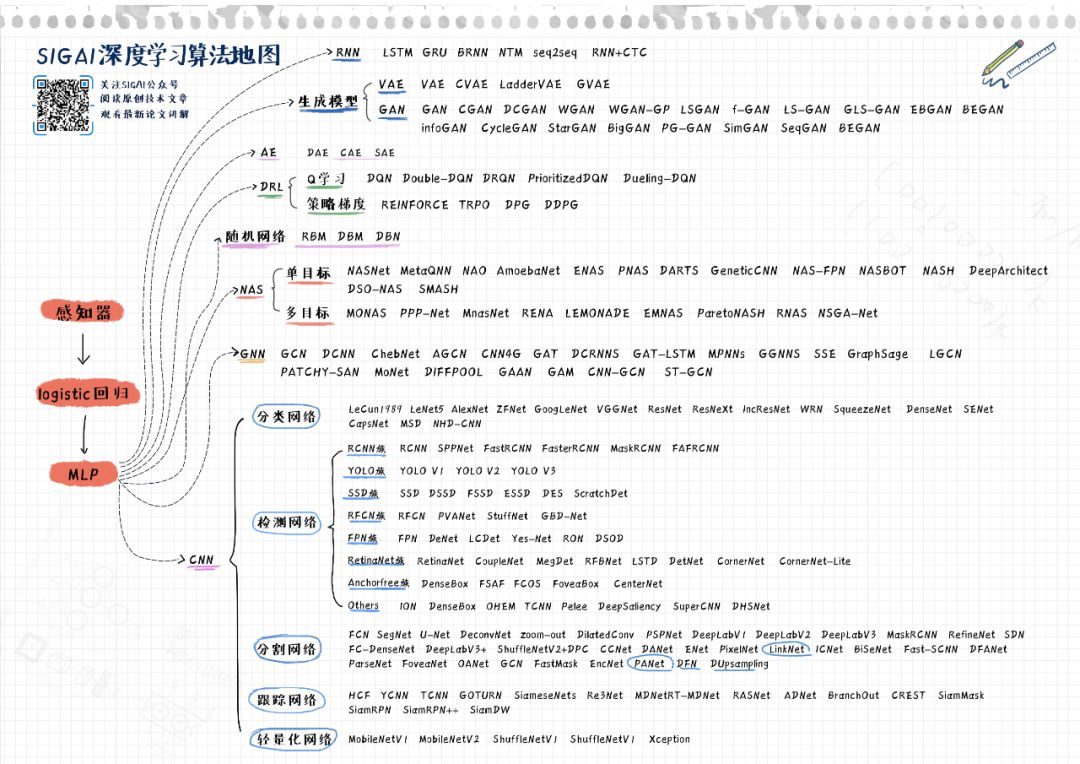 SIGAI深度学习算法地图
关注SIGAI公众号
阅读原创技术文章
观看最新论文讲解
RNN LSTM GRU BRNN NTM seq2seq RNN+CTC
生成模型
VAE VAE CVAE LadderVAE GVAE
GAN GAN CGAN DCGAN WGAN WGAN-GP LSGAN f-GAN LS-GAN GLS-GAN EBGAN BEGAN
infoGAN CycleGAN StarGAN BigGAN PG-GAN SimGAN SeqGAN BEGAN
AE DAE CAE SAE
DRL
Q学习 DQN Double-DQN DRQN PrioritizedDQN Dueling-DQN
策略梯度 REINFORCE TRPO DPG DDPG
随机网络 RBM DBM DBN
NAS
单目标 NASNet MetaQNN NAO AmoebaNet ENAS PNAS DARTS GeneticCNN NAS-FPN NASBOT NASH DeepArchitect
DSO-NAS SMASH
多目标 MONAS PPP-Net MnasNet RENA LEMONADE EMNAS ParetoNASH RNAS NSGA-Net
感知器
logistic回归
MLP
GNN GCN DCNN ChebNet AGCN CNN4G GAT DCRNNS GAT-LSTM MPNNs GGNNS SSE GraphSage LGCN
PATCHY-SAN MoNet DIFFPOOL GAAN GAM CNN-GCN ST-GCN
CNN
分类网络 LeCun1989 LeNet5 AlexNet ZFNet GoogLeNet VGGNet ResNet ResNeXt IncResNet WRN SqueezeNet DenseNet SENet
CapsNet MSD NHD-CNN
检测网络
RCNN族 RCNN SPPNet FastRCNN FasterRCNN MaskRCNN FAFRCNN
YOLO族 YOLO V1 YOLO V2 YOLO V3
SSD族 SSD DSSD FSSD ESSD DES ScratchDet
RFCN族 RFCN PVANet StuffNet GBD-Net
FPN族 FPN DeNet LCDet Yes-Net RON DSOD
RetinaNet族 RetinaNet CoupleNet MegDet RFBNet LSTD DetNet CornerNet CornerNet-Lite
Anchorfree族 DenseBox FSAF FCOS FoveaBox CenterNet
Others ION DenseBox OHEM TCNN Pelee DeepSaliency SuperCNN DHSNet
分割网络 FCN SegNet U-Net DeconvNet zoom-out DilatedConv PSPNet DeepLabV1 DeepLabV2 DeepLabV3 MaskRCNN RefineNet SDN
FC-DenseNet DeepLabV3+ ShuffleNetV2+DPC CCNet DANet ENet PixelNet LinkNet ICNet BiSeNet Fast-SCNN DFANet
ParseNet FoveaNet OANet GCN FastMask EncNet PANet DFN DUpsampling
跟踪网络 HCF YCNN TCNN GOTURN SiameseNets Re3Net MDNetRT-MDNet RASNet ADNet BranchOut CREST SiamMask
SiamRPN SiamRPN++ SiamDW
轻量化网络 MobileNetV1 MobileNetV2 ShuffleNetV1 ShuffleNetV1 Xception